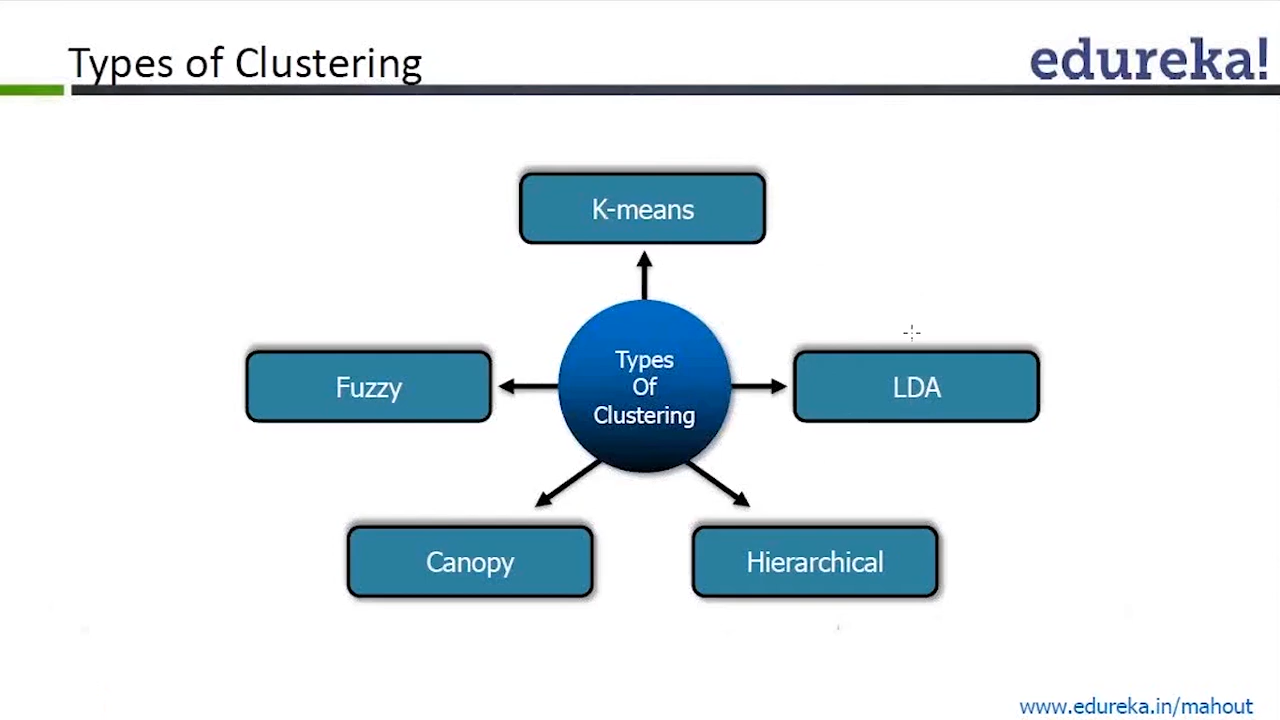 Types of Clustering
edureka!
K-means
Fuzzy
Types
Of
Clustering
LDA
Canopy
Hierarchical
www.edureka.in/mahout